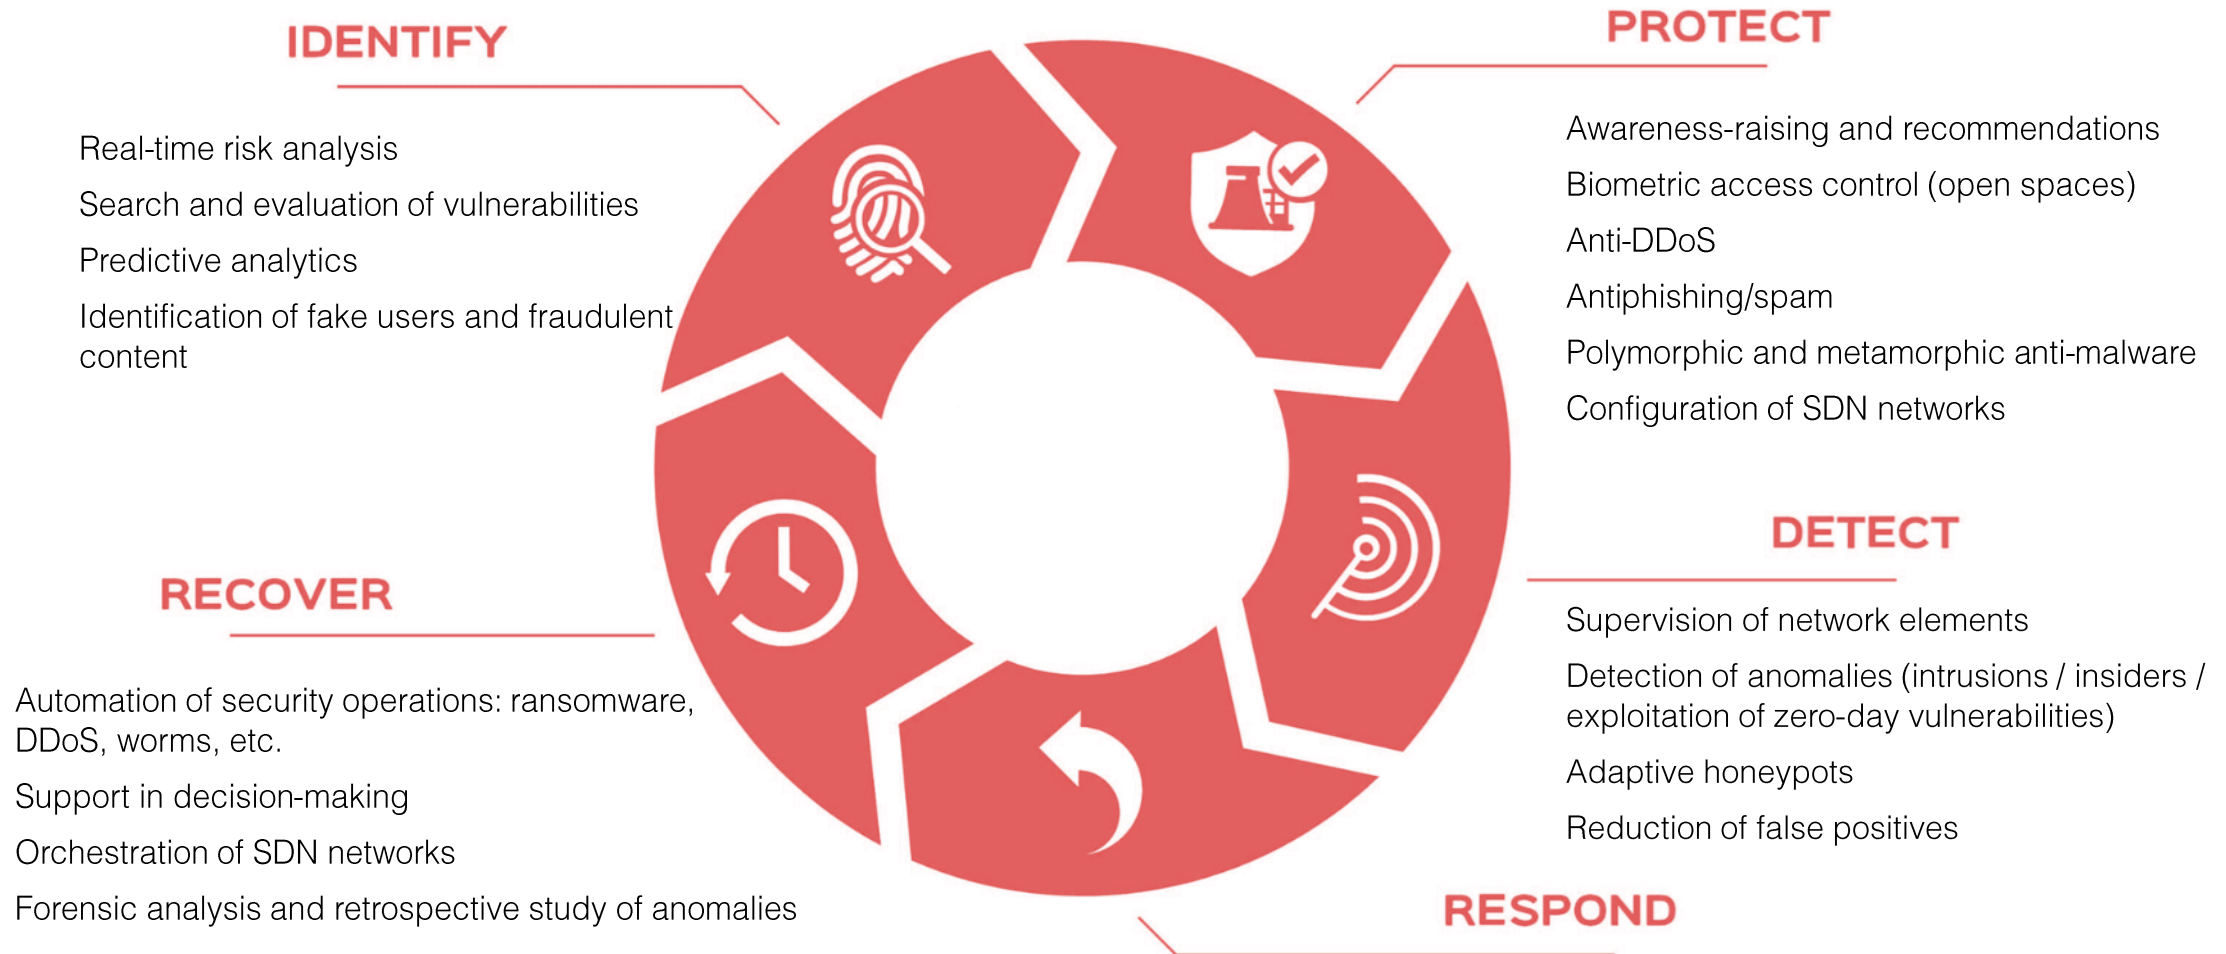 IDENTIFY
Real-time risk analysis
Search and evaluation of vulnerabilities
Predictive analytics
Identification of fake users and fraudulent
content
PROTECT
Awareness-raising and recommendations
Biometric access control (open spaces)
Anti-DDoS
Antiphishing/spam
Polymorphic and metamorphic anti-malware
Configuration of SDN networks
DETECT
Supervision of network elements
Detection of anomalies (intrusions / insiders /
exploitation of zero-day vulnerabilities)
Adaptive honeypots
Reduction of false positives
RESPOND
RECOVER
Automation of security operations: ransomware,
DDoS, worms, etc.
Support in decision-making
Orchestration of SDN networks
Forensic analysis and retrospective study of anomalies